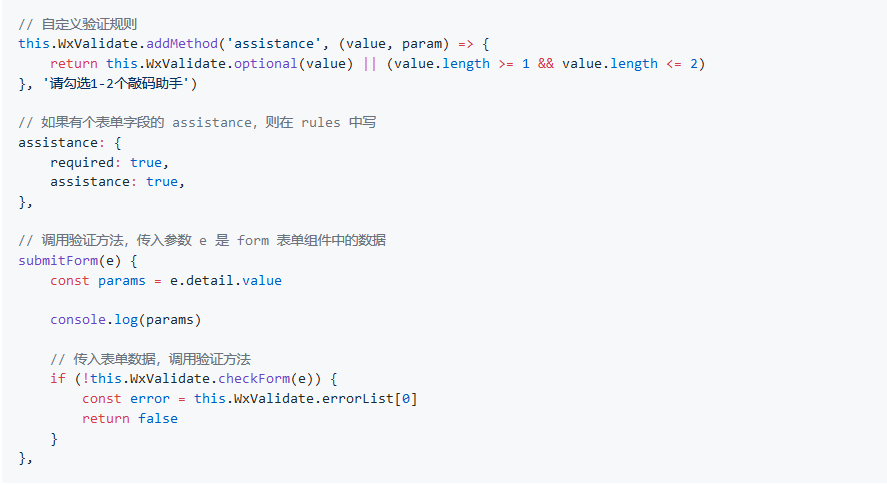 // 自定义验证规则
this.WxValidate.addMethod('assistance', (value, param) => {
    return this.WxValidate.optional(value) || (value.length >= 1 && value.length <= 2)
}, '请勾选1-2个敲码助手')

// 如果有个表单字段的 assistance，则在 rules 中写
assistance: {
    required: true,
    assistance: true,
},

// 调用验证方法，传入参数 e 是 form 表单组件中的数据
submitForm(e) {
    const params = e.detail.value

    console.log(params)

    // 传入表单数据，调用验证方法
    if (!this.WxValidate.checkForm(e)) {
        const error = this.WxValidate.errorList[0]
        return false
    }
},